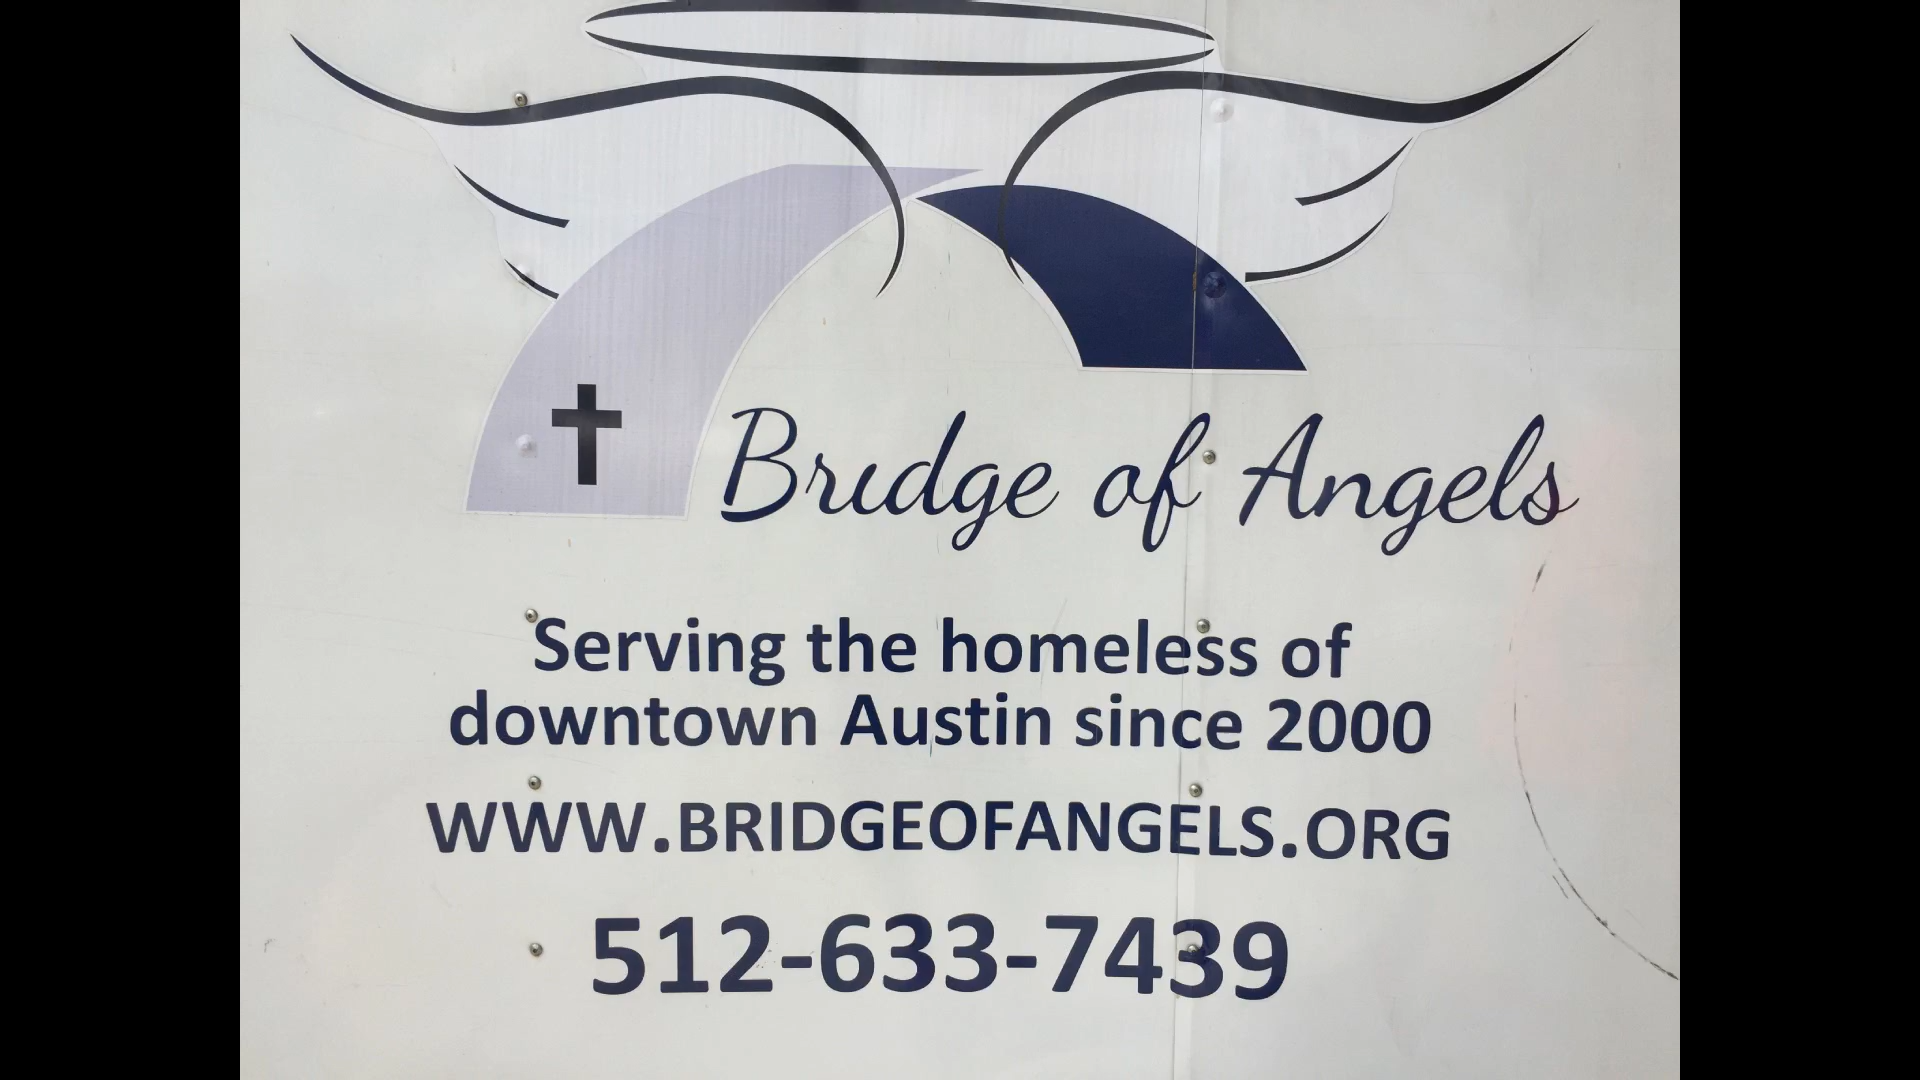 Bridge of Angels
Serving the homeless of
downtown Austin since 2000
WWW.BRIDGEOFANGELS.ORG
512-633-7439